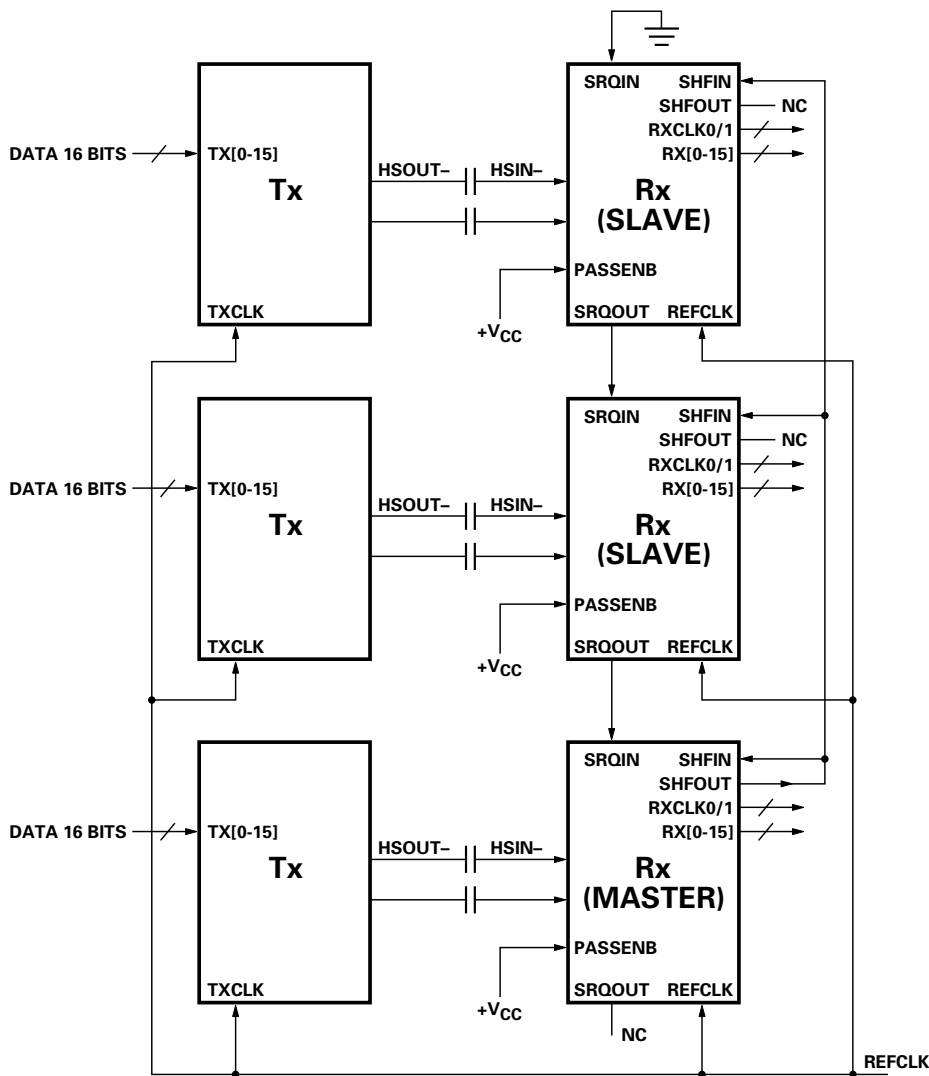 SRQIN SHFIN
SHFOUT NC
DATA 16 BITS TX[0-15] RXCLK0/1
RX[0-15]
HSOUT– HSIN–
Tx Rx
(SLAVE)
PASSENB
TXCLK SRQOUT REFCLK
+VCC
SRQIN SHFIN
SHFOUT NC
RXCLK0/1
DATA 16 BITS TX[0-15] RX[0-15]
HSOUT– HSIN–
Tx Rx
(SLAVE)
PASSENB
TXCLK SRQOUT REFCLK
+VCC
SRQIN SHFIN
SHFOUT
RXCLK0/1
DATA 16 BITS TX[0-15] RX[0-15]
HSOUT– HSIN–
Tx Rx
(MASTER)
PASSENB
TXCLK SRQOUT REFCLK
+VCC
NC
REFCLK